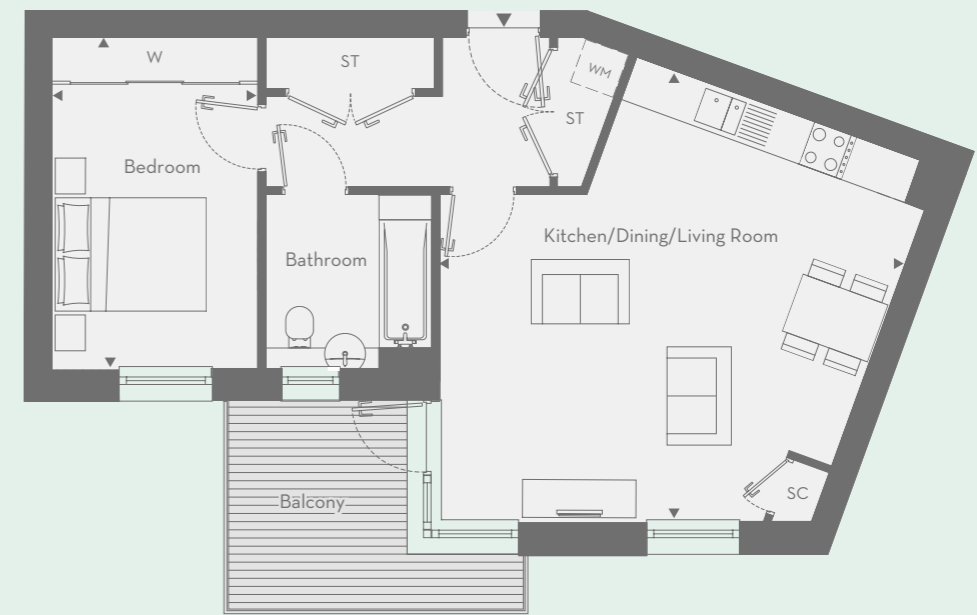 W
ST
WM
ST
Bedroom
Kitchen/Dining/Living Room
Bathroom
SC
Balcony